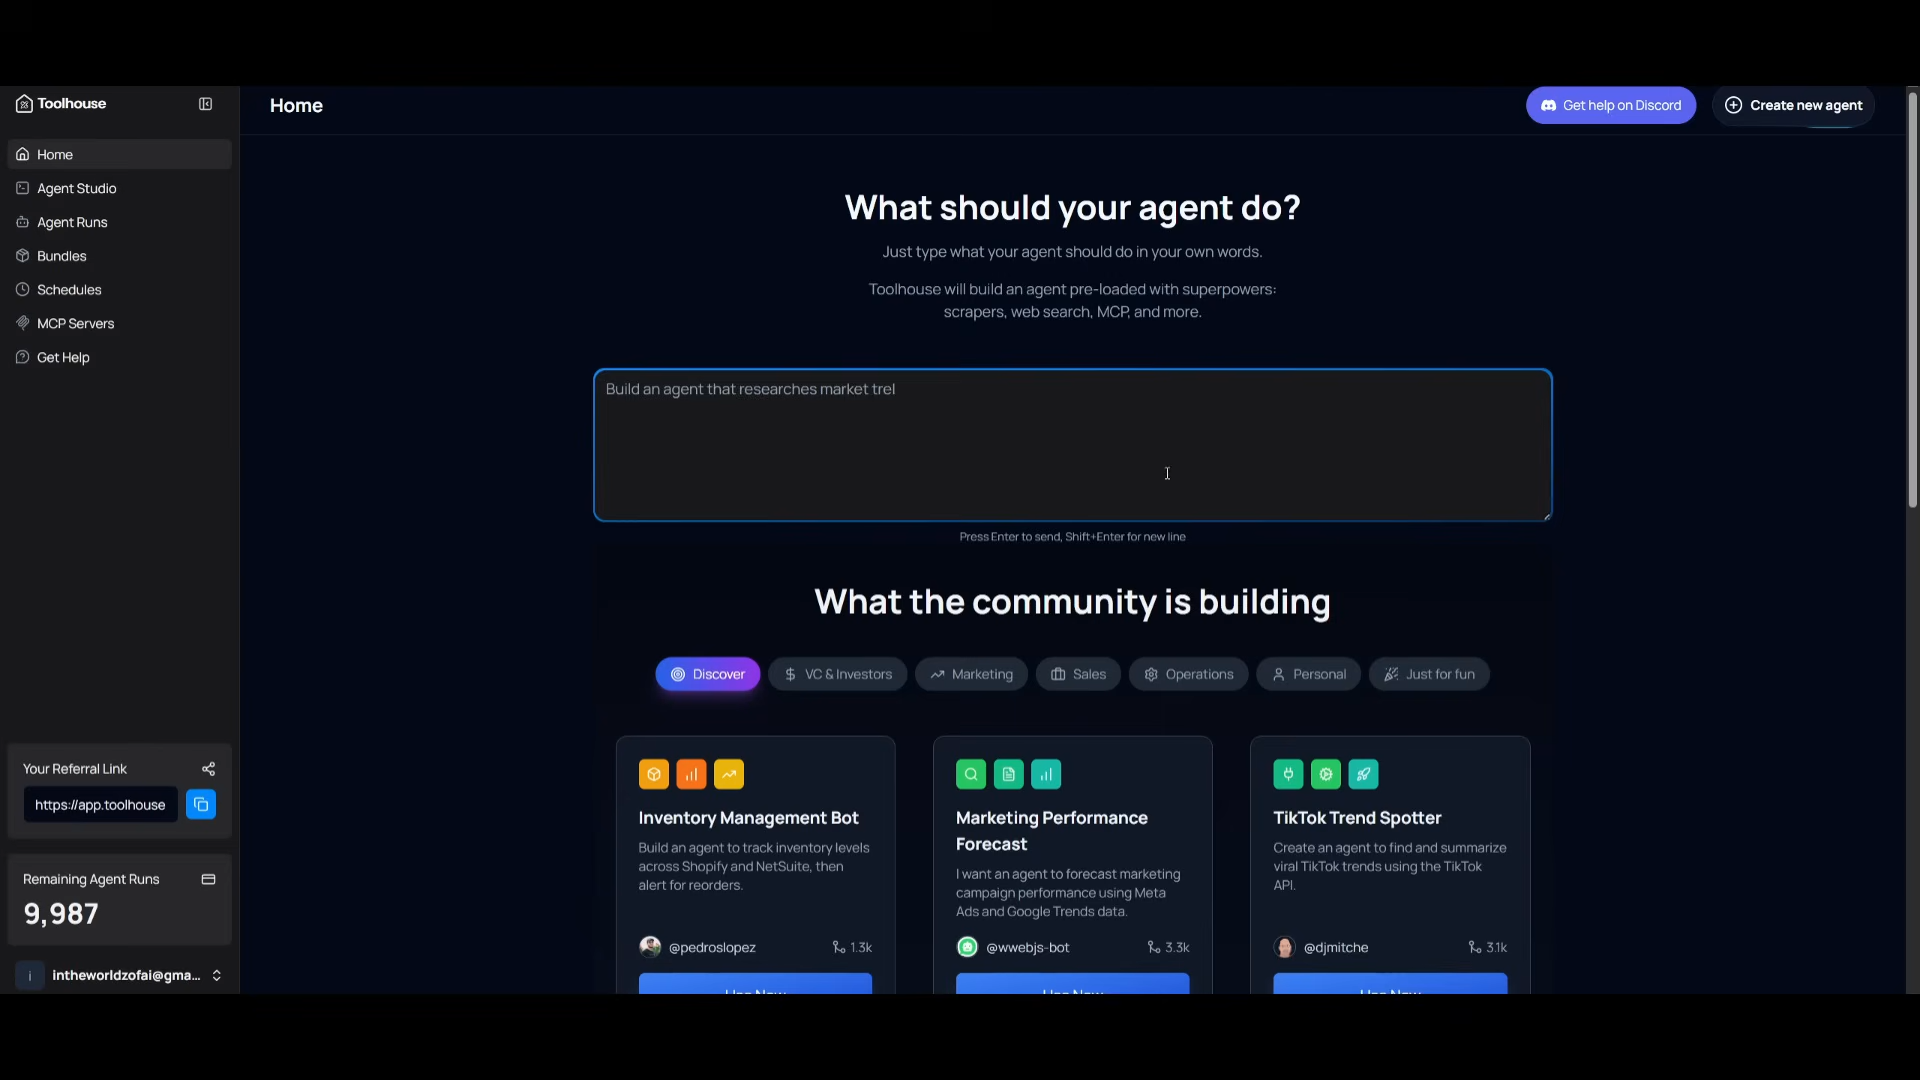 Toolhouse
Home
Agent Studio
Agent Runs
Bundles
Schedules
MCP Servers
Get Help
Your Referral Link
https://app.toolhouse
Remaining Agent Runs
9,987
i
intheworldzofai@gma...
Home
Get help on Discord
Create new agent
What should your agent do?
Just type what your agent should do in your own words.
Toolhouse will build an agent pre-loaded with superpowers:
scrapers, web search, MCP, and more.
Build an agent that researches market trel
Press Enter to send, Shift+Enter for new line
What the community is building
Discover
VC & Investors
Marketing
Sales
Operations
Personal
Just for fun
Inventory Management Bot
Build an agent to track inventory levels
across Shopify and NetSuite, then
alert for reorders.
@pedroslopez
1.3k
Marketing Performance
Forecast
I want an agent to forecast marketing
campaign performance using Meta
Ads and Google Trends data.
@wwebjs-bot
3.3k
TikTok Trend Spotter
Create an agent to find and summarize
viral TikTok trends using the TikTok
API.
@djmitche
3.1k